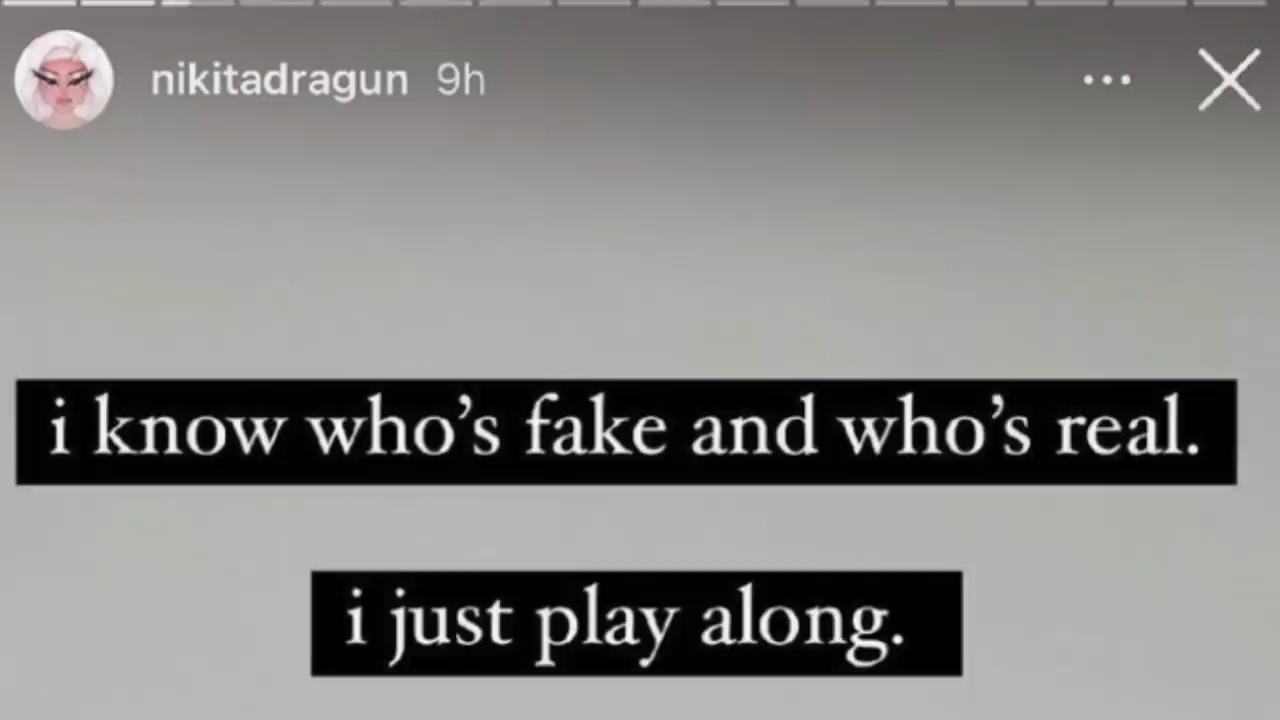 nikitadragun 9h
i know who’s fake and who’s real.
i just play along.